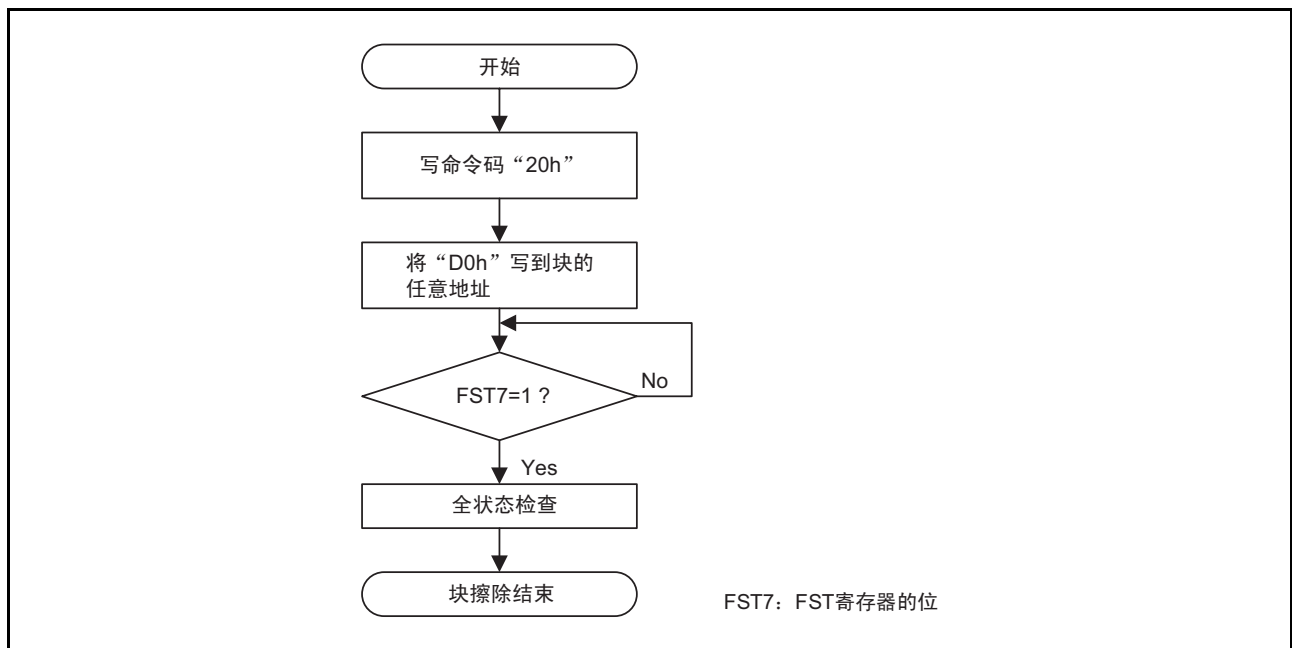 开始
写命令码“20h”
将“D0h”写到块的
任意地址
FST7=1 ?
No
Yes
全状态检查
块擦除结束
FST7：FST寄存器的位